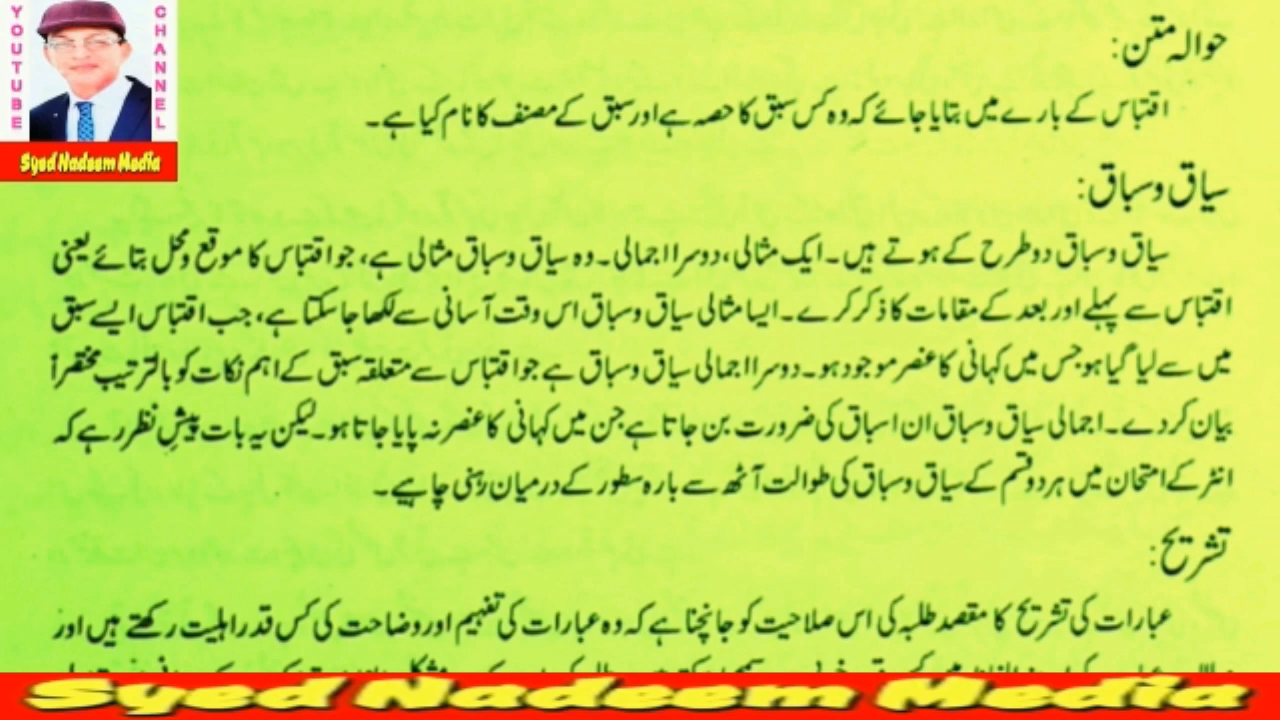 YOUTUBE
CHANNEL
Syed Nadeem Media
حوالہ متن:
اقتباس کے بارے میں بتایا جائے کہ وہ کس سبق کا حصہ ہے اور سبق کے مصنف کا نام کیا ہے۔
سیاق و سباق:
سیاق و سباق دو طرح کے ہوتے ہیں۔ ایک مثالی، دوسرا اجمالی۔ وہ سیاق و سباق مثالی ہے، جو اقتباس کا موقع و محل بتائے یعنی
اقتباس سے پہلے اور بعد کے مقامات کا ذکر کرے۔ ایسا مثالی سیاق و سباق اس وقت آسانی سے لکھا جا سکتا ہے، جب اقتباس ایسے سبق
میں سے لیا گیا ہو جس میں کہانی کا عنصر موجود ہو۔ دوسرا اجمالی سیاق و سباق ہے جو اقتباس سے متعلقہ سبق کے اہم نکات کو بالترتیب مختصراً
بیان کر دے۔ اجمالی سیاق و سباق ان اسباق کی ضرورت بن جاتا ہے جن میں کہانی کا عنصر نہ پایا جاتا ہو۔ لیکن یہ بات پیشِ نظر رہے کہ
انٹر کے امتحان میں ہر دو قسم کے سیاق و سباق کی طوالت آٹھ سے بارہ سطور کے درمیان رہنی چاہیے۔
تشریح:
عبارات کی تشریح کا مقصد طلبہ کی اس صلاحیت کو جانچنا ہے کہ وہ عبارات کی تفہیم اور وضاحت کی کس قدر اہلیت رکھتے ہیں اور
Syed Nadeem Media